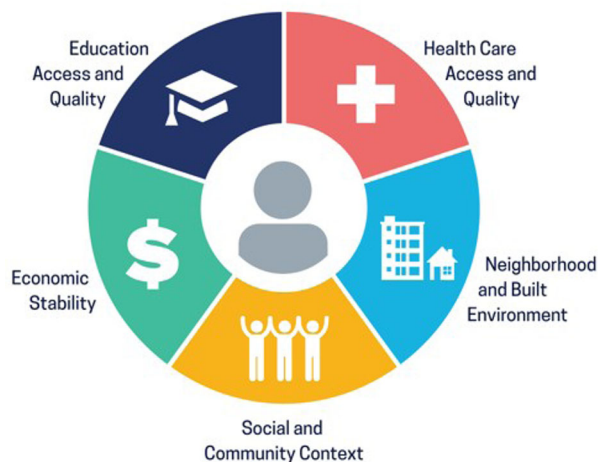 Education
Access and
Quality
Health Care
Access and
Quality
$
Economic
Stability
Neighborhood
and Built
Environment
Social and
Community Context